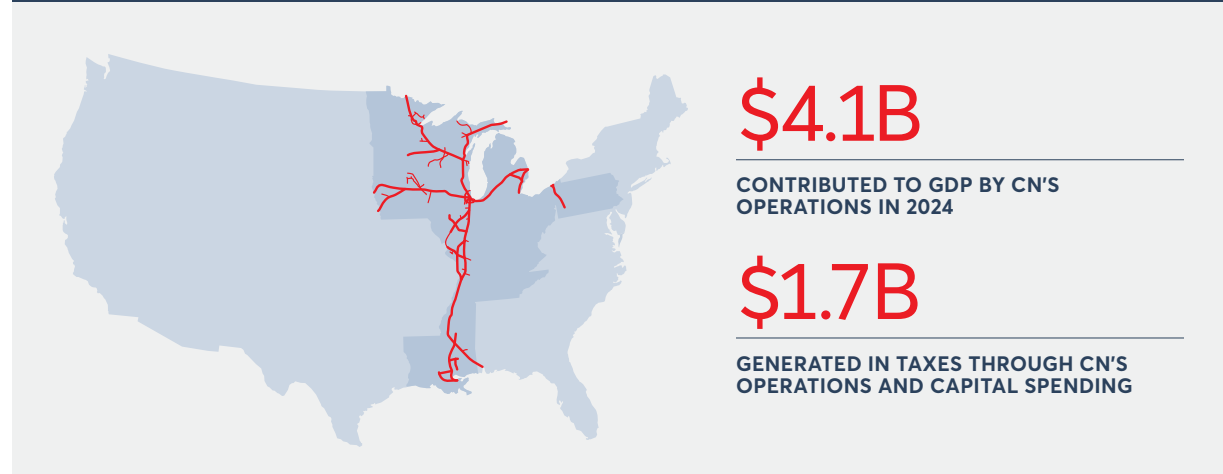 $4.1B
CONTRIBUTED TO GDP BY CN'S
OPERATIONS IN 2024
$1.7B
GENERATED IN TAXES THROUGH CN'S
OPERATIONS AND CAPITAL SPENDING